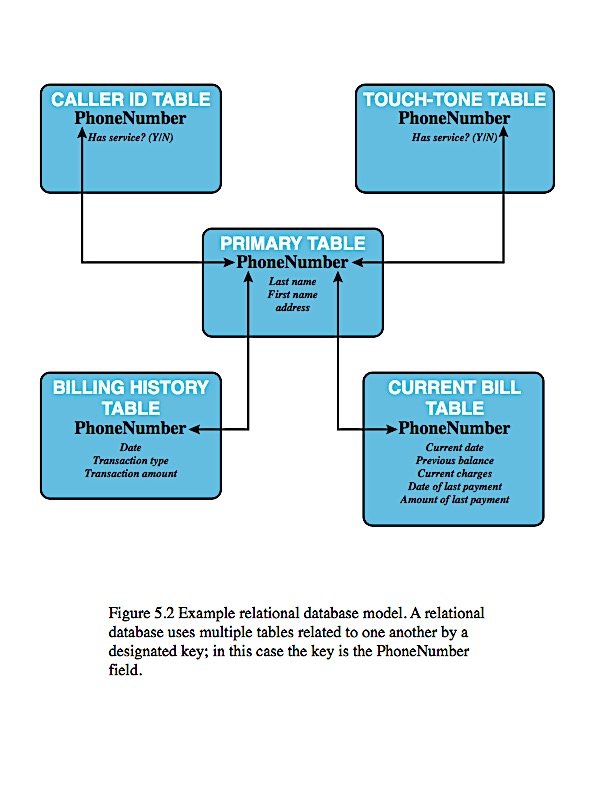 CALLER ID TABLE
PhoneNumber
Has service? (Y/N)
TOUCH-TONE TABLE
PhoneNumber
Has service? (Y/N)
PRIMARY TABLE
PhoneNumber
Last name
First name
address
BILLING HISTORY
TABLE
PhoneNumber
Date
Transaction type
Transaction amount
CURRENT BILL
TABLE
PhoneNumber
Current date
Previous balance
Current charges
Date of last payment
Amount of last payment
Figure 5.2 Example relational database model. A relational
database uses multiple tables related to one another by a
designated key; in this case the key is the PhoneNumber
field.